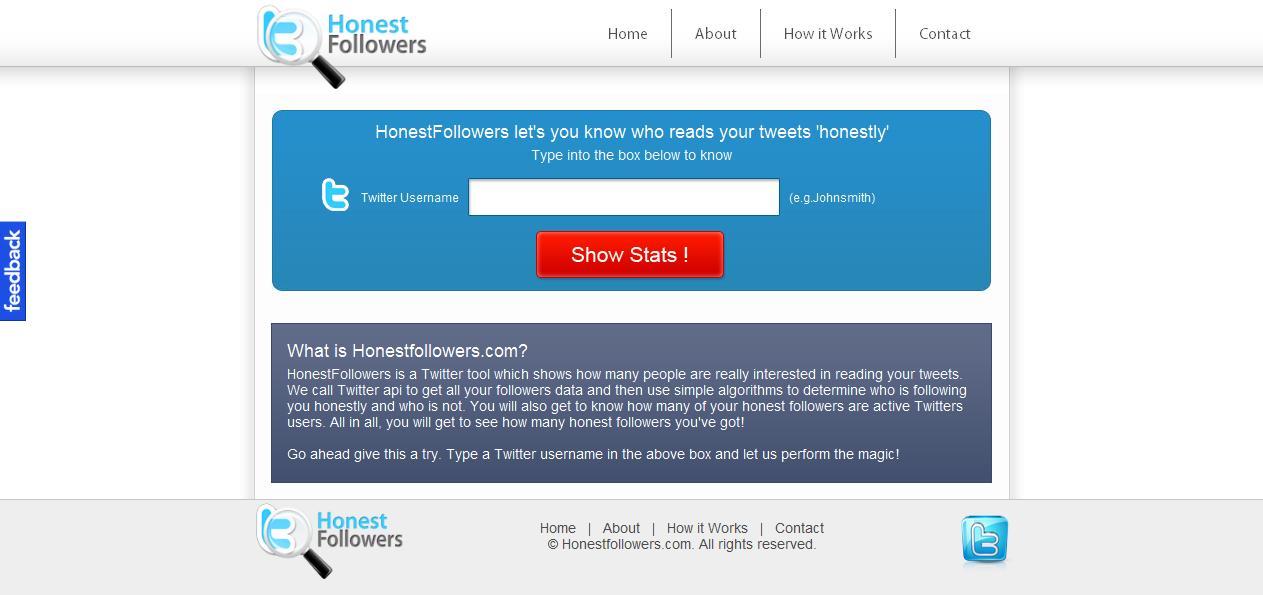 Honest
Followers
Home
About
How it Works
Contact
HonestFollowers let's you know who reads your tweets 'honestly'
Type into the box below to know
Twitter Username
(e.g.Johnsmith)
Show Stats !
feedback
What is Honestfollowers.com?
HonestFollowers is a Twitter tool which shows how many people are really interested in reading your tweets.
We call Twitter api to get all your followers data and then use simple algorithms to determine who is following
you honestly and who is not. You will also get to know how many of your honest followers are active Twitters
users. All in all, you will get to see how many honest followers you've got!
Go ahead give this a try. Type a Twitter username in the above box and let us perform the magic!
Honest
Followers
Home | About | How it Works | Contact
© Honestfollowers.com. All rights reserved.